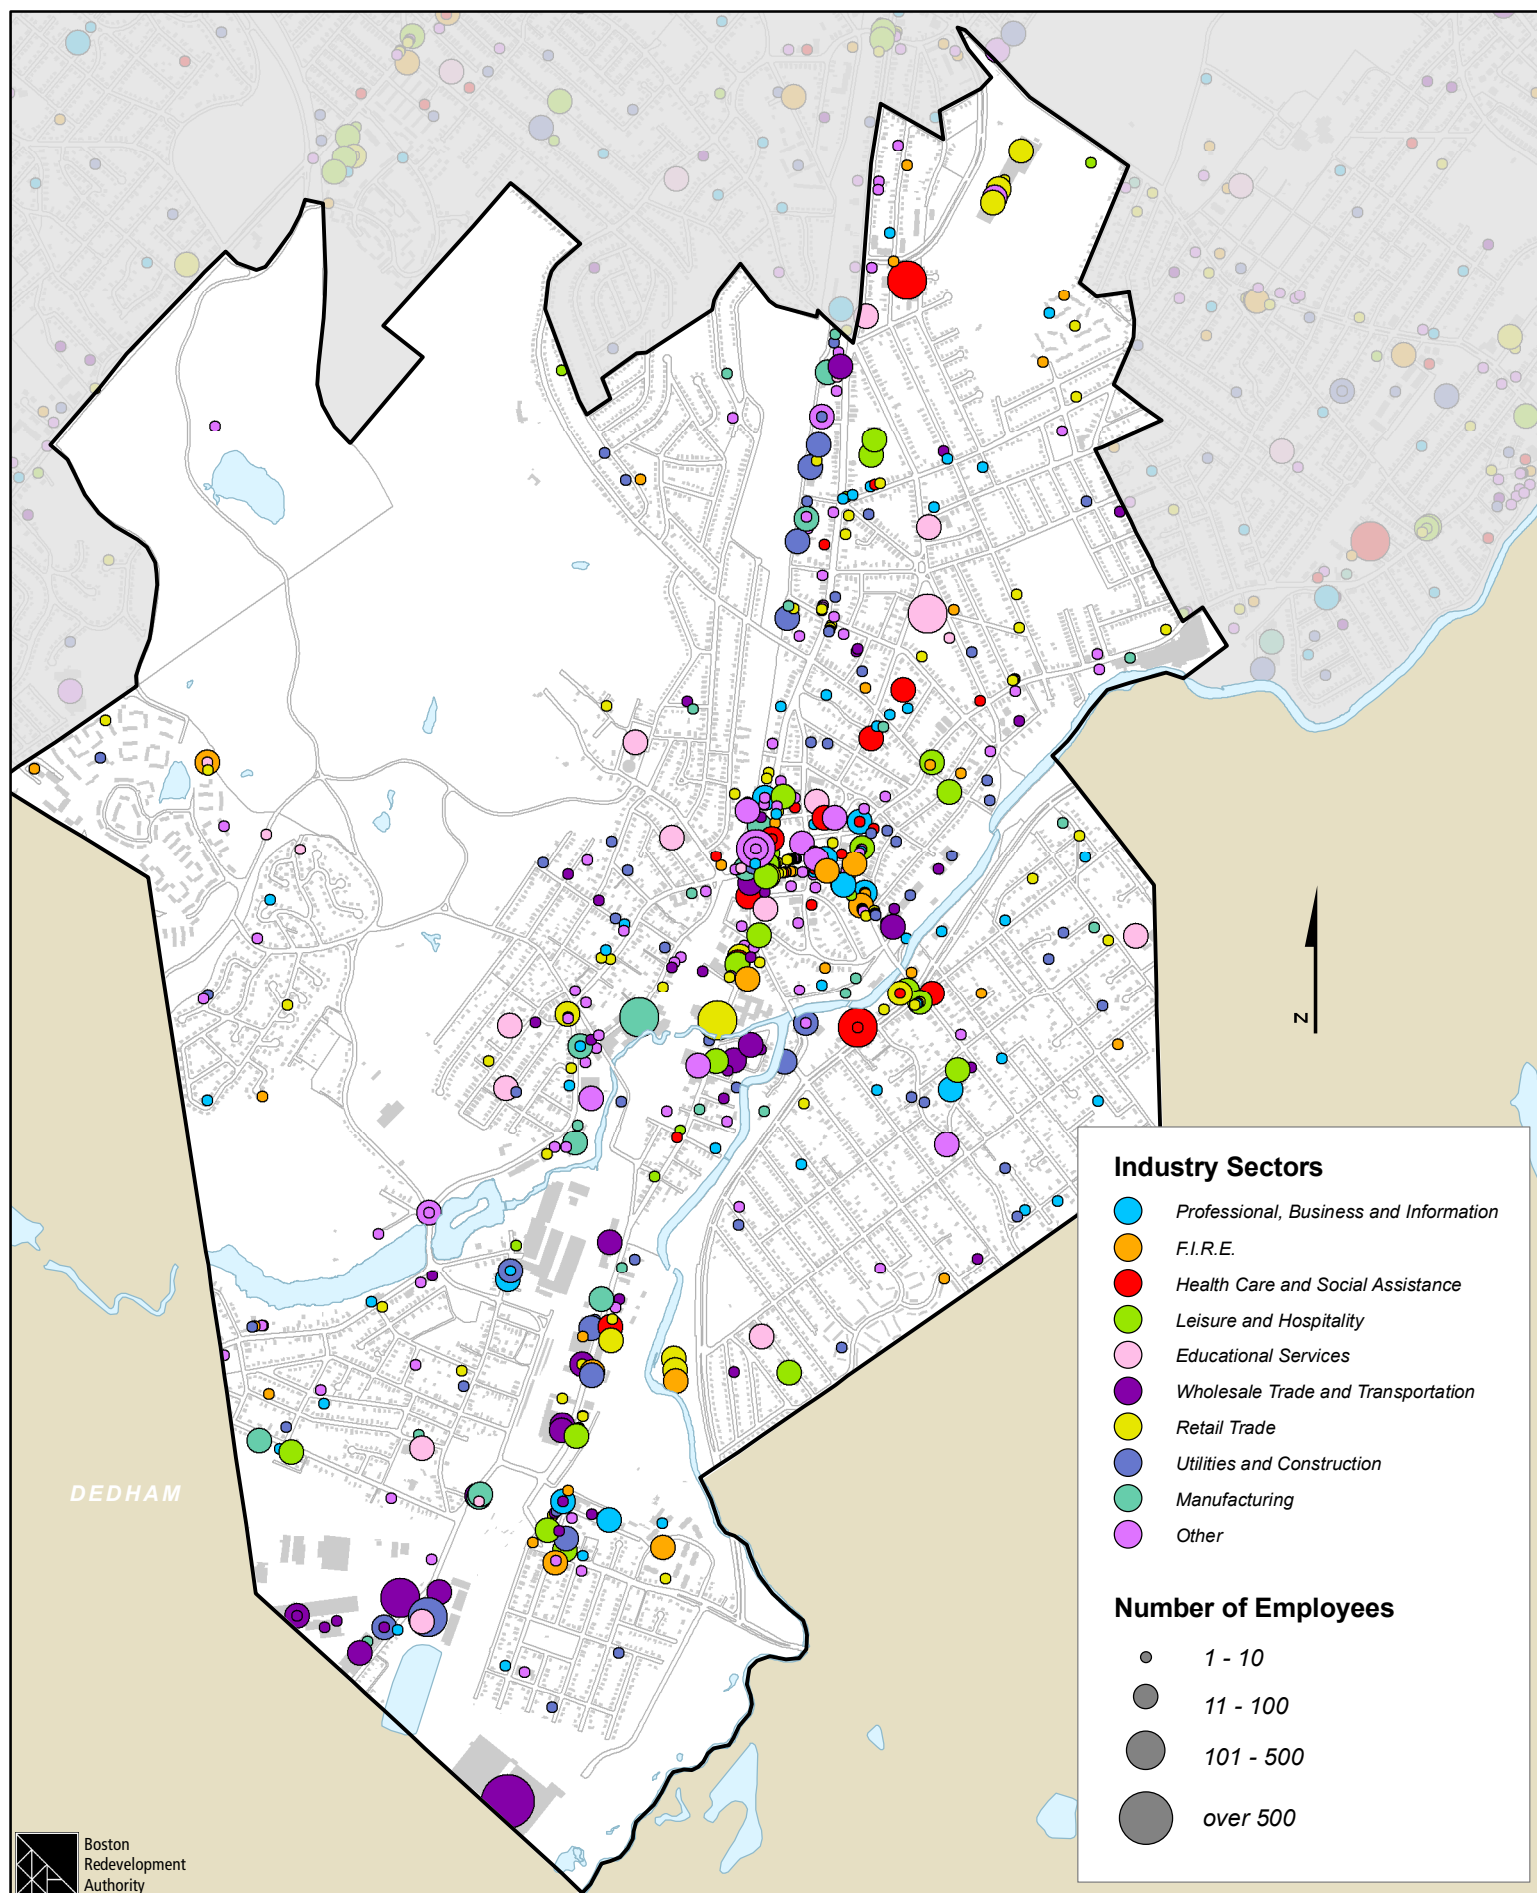 DEDHAM
N
Industry Sectors
Professional, Business and Information
F.I.R.E.
Health Care and Social Assistance
Leisure and Hospitality
Educational Services
Wholesale Trade and Transportation
Retail Trade
Utilities and Construction
Manufacturing
Other
Number of Employees
1 - 10
11 - 100
101 - 500
over 500
Boston
Redevelopment
Authority